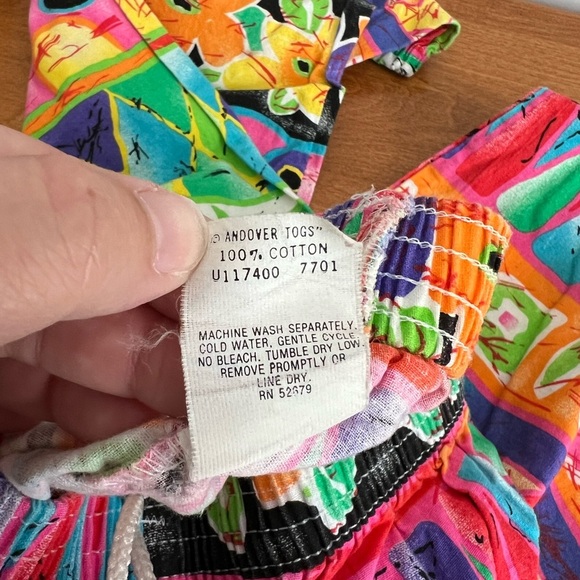 © ANDOVER TOGS"
100% COTTON
U117400 7701
MACHINE WASH SEPARATELY.
COLD WATER, GENTLE CYCLE
NO BLEACH. TUMBLE DRY LOW
REMOVE PROMPTLY OR
LINE DRY.
RN 52679